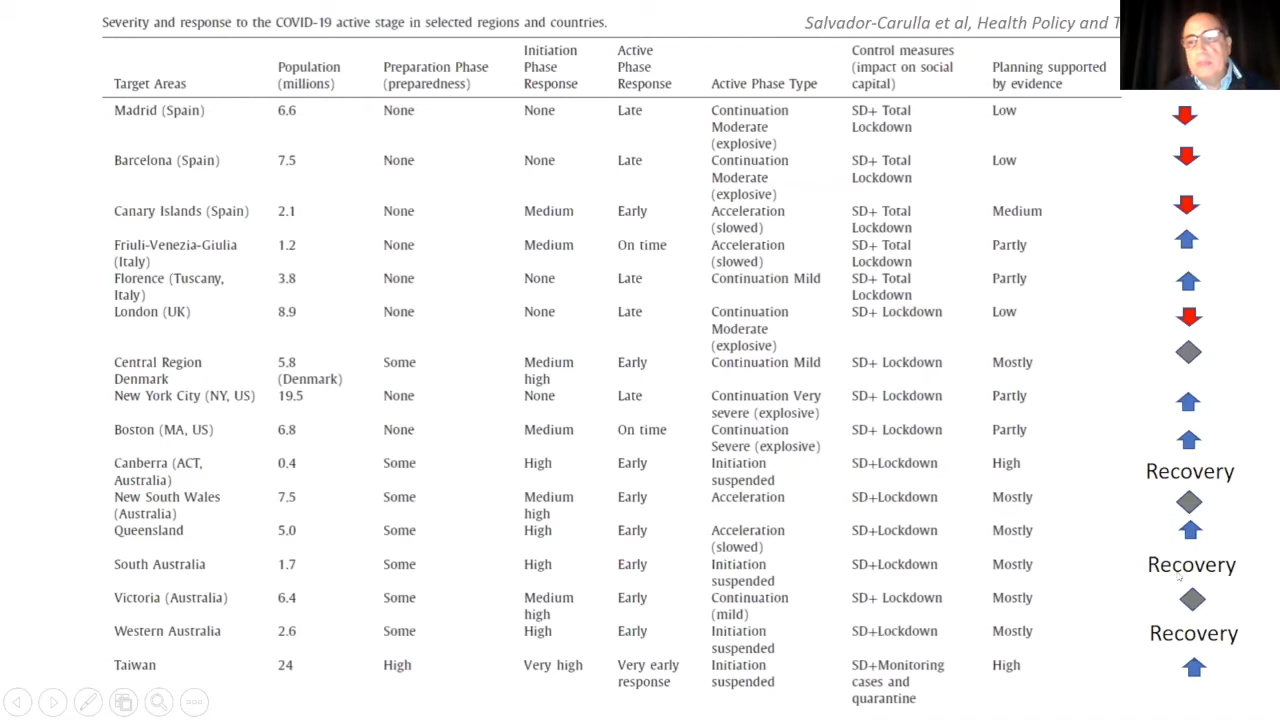 Severity and response to the COVID-19 active stage in selected regions and countries.
Salvador-Carulla et al, Health Policy and T
Target Areas Population (millions) Preparation Phase (preparedness) Initiation Phase Response Active Phase Response Active Phase Type Control measures (impact on social capital) Planning supported by evidence
Madrid (Spain) 6.6 None None Late Continuation Moderate (explosive) SD+ Total Lockdown Low
Barcelona (Spain) 7.5 None None Late Continuation Moderate (explosive) SD+ Total Lockdown Low
Canary Islands (Spain) 2.1 None Medium Early Acceleration (slowed) SD+ Total Lockdown Medium
Friuli-Venezia-Giulia (Italy) 1.2 None Medium On time Acceleration (slowed) SD+ Total Lockdown Partly
Florence (Tuscany, Italy) 3.8 None None Late Continuation Mild SD+ Total Lockdown Partly
London (UK) 8.9 None None Late Continuation Moderate (explosive) SD+ Lockdown Low
Central Region Denmark 5.8 (Denmark) Some Medium high Early Continuation Mild SD+ Lockdown Mostly
New York City (NY, US) 19.5 None None Late Continuation Very severe (explosive) SD+ Lockdown Partly
Boston (MA, US) 6.8 None Medium On time Continuation Severe (explosive) SD+ Lockdown Partly
Canberra (ACT, Australia) 0.4 Some High Early Initiation suspended SD+Lockdown High Recovery
New South Wales (Australia) 7.5 Some Medium high Early Acceleration SD+Lockdown Mostly
Queensland 5.0 Some High Early Acceleration (slowed) SD+Lockdown Mostly
South Australia 1.7 Some High Early Initiation suspended SD+Lockdown Mostly Recovery
Victoria (Australia) 6.4 Some Medium high Early Continuation (mild) SD+ Lockdown Mostly
Western Australia 2.6 Some High Early Initiation suspended SD+Lockdown Mostly Recovery
Taiwan 24 High Very high Very early response Initiation suspended SD+Monitoring cases and quarantine High